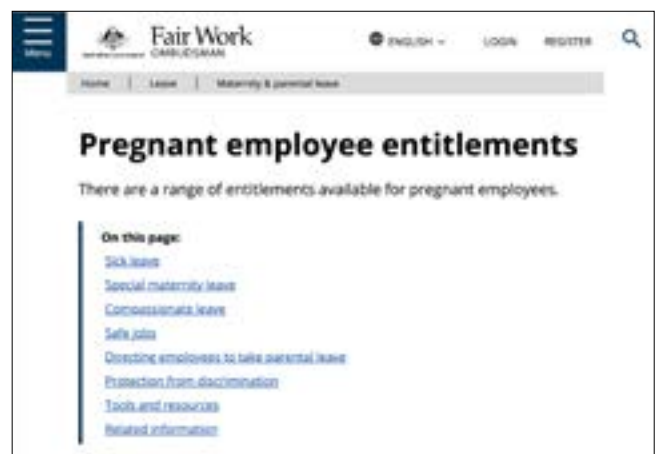 Menu
Fair Work
OMBUDSMAN
ENGLISH
LOGIN
REGISTER
Home | Leave | Maternity & parental leave
Pregnant employee entitlements
There are a range of entitlements available for pregnant employees.
On this page:
Sick leave
Special maternity leave
Compassionate leave
Safe jobs
Directing employees to take parental leave
Protection from discrimination
Tools and resources
Related information